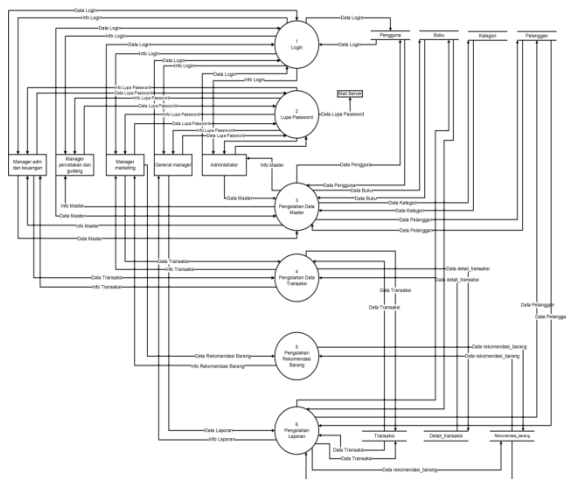 Data Login
Info Login
Data Login
Info Login
Data Login
Info Login
Data Login
Info Login
Data Login
Info Login
1
Login
Data Login
Data Login
Pengguna
Buku
Kategori
Pelanggan
Info Lupa Password
Data Lupa Password
Info Lupa Password
Data Lupa Password
Info Lupa Password
Data Lupa Password
Info Lupa Password
Data Lupa Password
2
Lupa Password
Mail Server
Data Lupa Password
Manager adm
dan keuangan
Manager
percetakan dan
gudang
Manager
marketing
General manager
Administrator
Info Master
Data Master
Info Master
Data Master
Info Master
Data Master
3
Pengolahan Data
Master
Data Pengguna
Data Pengguna
Data Buku
Data Buku
Data Kategori
Data Kategori
Data Pelanggan
Data Pelanggan
Data Transaksi
Info Transaksi
Data Transaksi
Info Transaksi
4
Pengolahan Data
Transaksi
Data Transaksi
Data Transaksi
Data detail_transaksi
Data detail_transaksi
Data Pelanggan
Data Pelanggan
Data Rekomendasi Barang
Info Rekomendasi Barang
5
Pengolahan
Rekomendasi
Barang
Data rekomendasi_barang
Data rekomendasi_barang
Data Laporan
Info Laporan
6
Pengolahan
Laporan
Transaksi
Detail_transaksi
Rekomendasi_barang
Data Transaksi
Data Transaksi
Data rekomendasi_barang